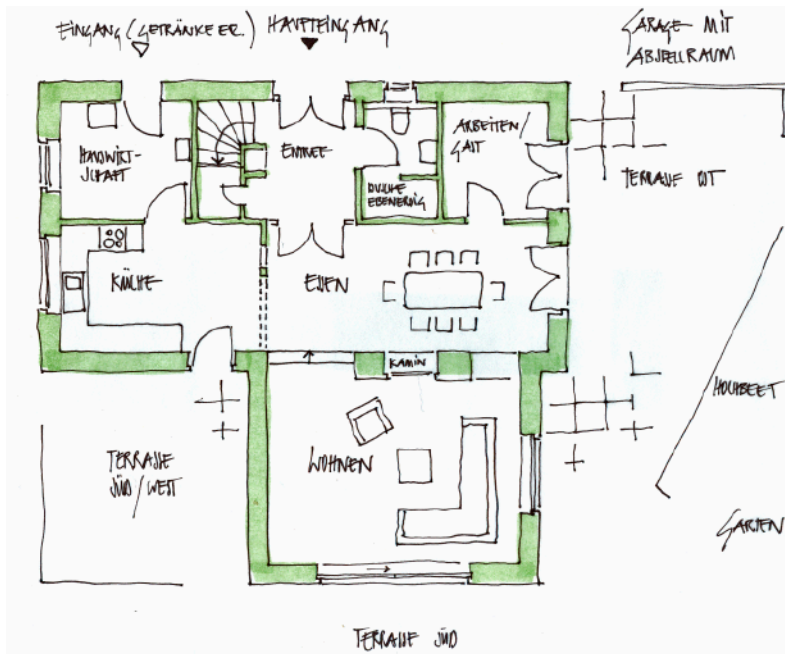 EINGANG (GETRÄNKE ER.)
HAUPTEINGANG
GARAGE MIT
ABSTELLRAUM
HAUSWIRT-
SCHAFT
ENTREE
ARBEITEN/
GAST
DUSCHE
EBENERDIG
TERRASSE OST
KÜCHE
ESSEN
KAMIN
HOCHBEET
TERRASSE
SÜD/WEST
WOHNEN
GARTEN
TERRASSE SÜD